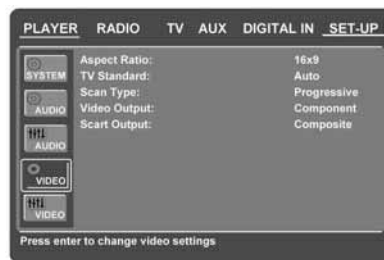 PLAYER RADIO TV AUX DIGITAL IN SET-UP
SYSTEM
AUDIO
AUDIO
VIDEO
VIDEO
Aspect Ratio: 16x9
TV Standard: Auto
Scan Type: Progressive
Video Output: Component
Scart Output: Composite
Press enter to change video settings